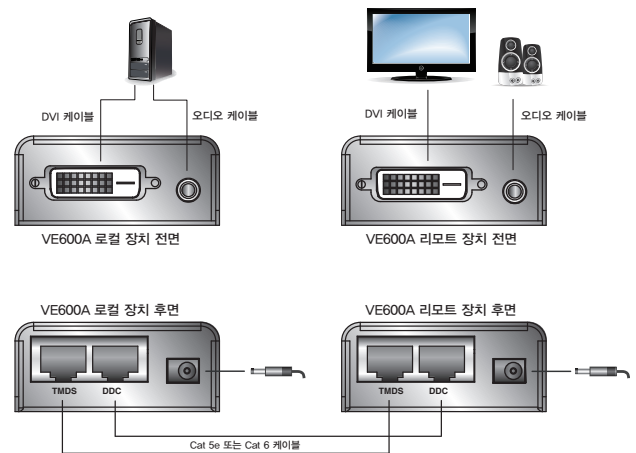 DVI 케이블
오디오 케이블
DVI 케이블
오디오 케이블
VE600A 로컬 장치 전면
VE600A 리모트 장치 전면
VE600A 로컬 장치 후면
VE600A 리모트 장치 후면
TMDS
DDC
TMDS
DDC
Cat 5e 또는 Cat 6 케이블